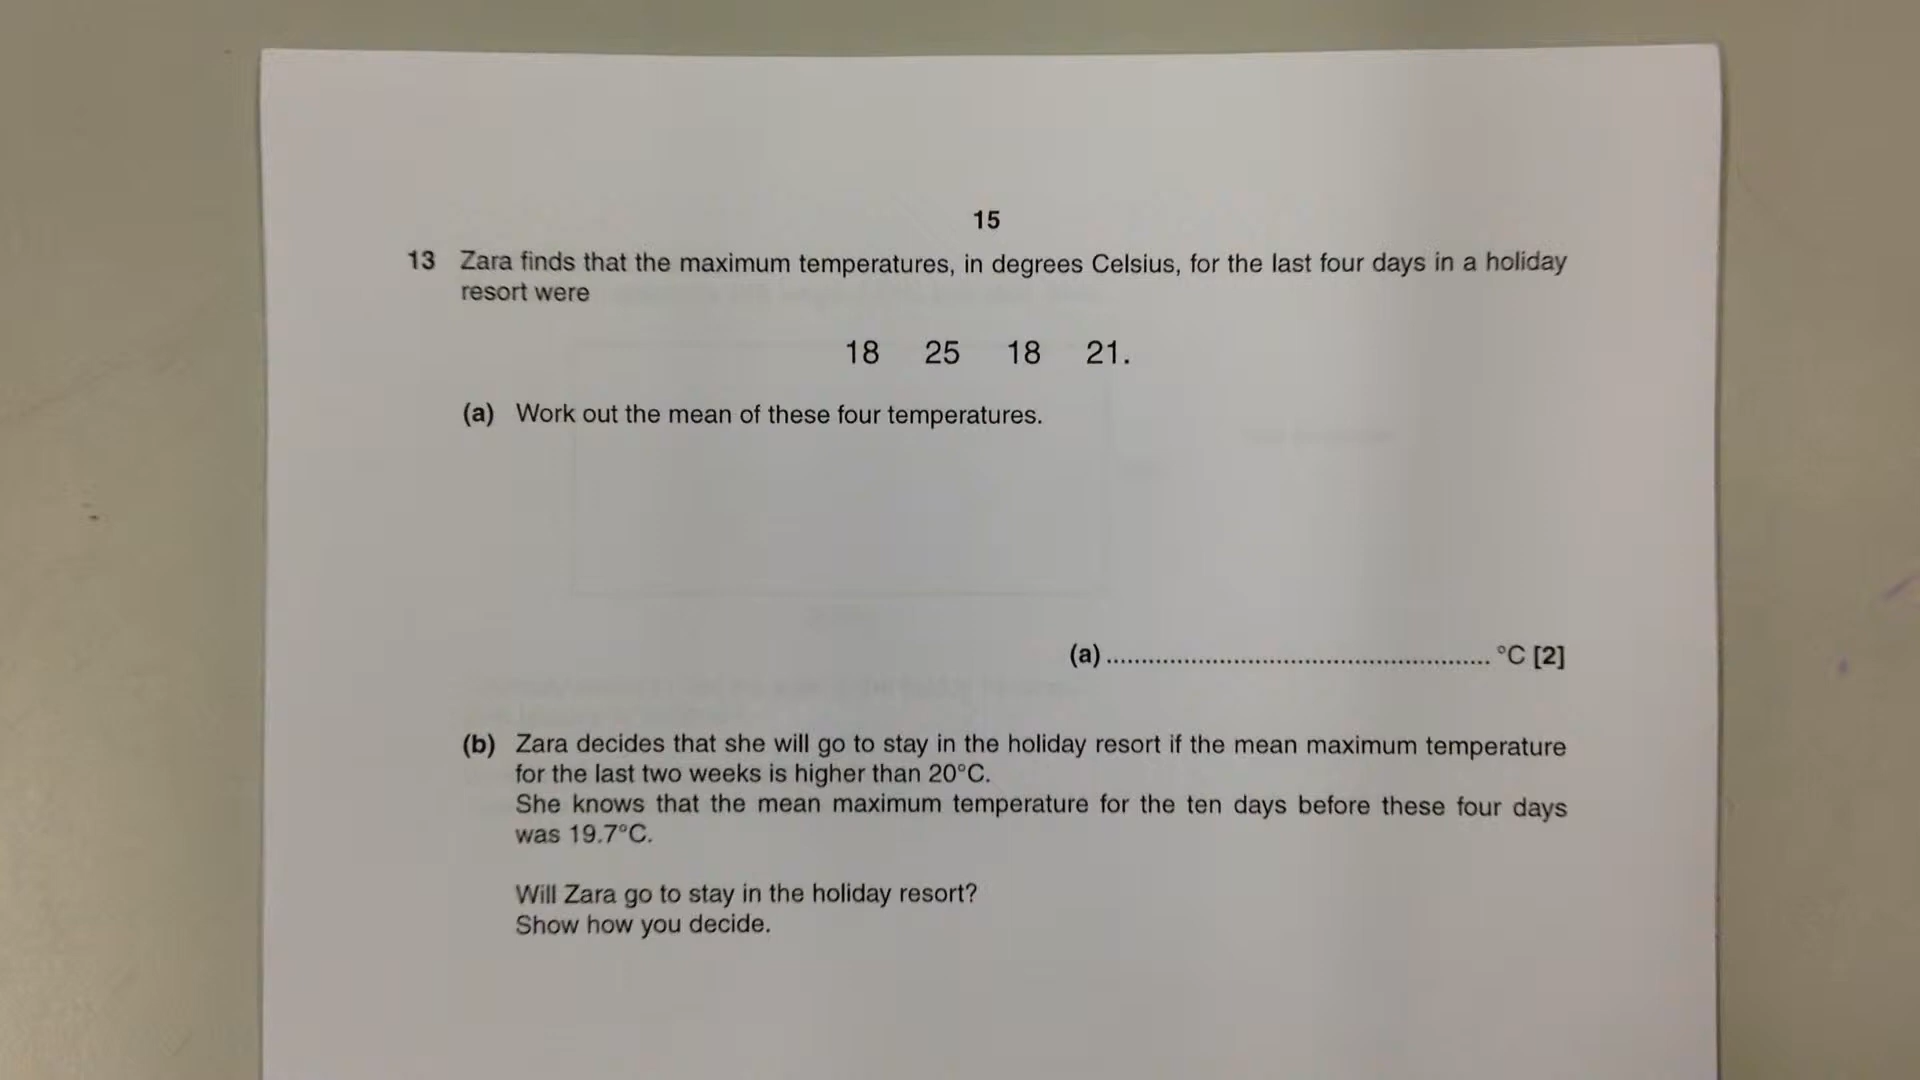 15
13 Zara finds that the maximum temperatures, in degrees Celsius, for the last four days in a holiday
resort were
18 25 18 21.
(a) Work out the mean of these four temperatures.
(a) ........................................................ °C [2]
(b) Zara decides that she will go to stay in the holiday resort if the mean maximum temperature
for the last two weeks is higher than 20°C.
She knows that the mean maximum temperature for the ten days before these four days
was 19.7°C.
Will Zara go to stay in the holiday resort?
Show how you decide.